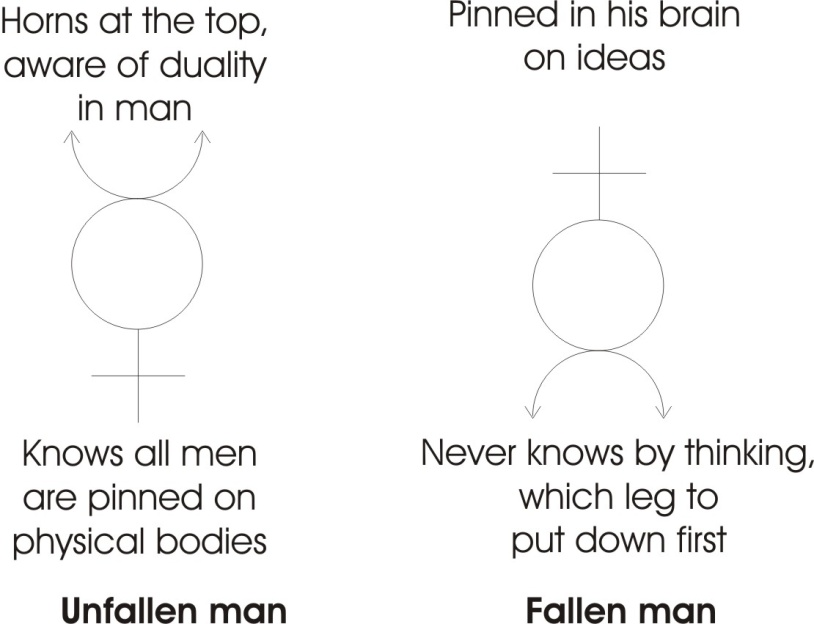 Horns at the top,
aware of duality
in man
Knows all men
are pinned on
physical bodies
Unfallen man
Pinned in his brain
on ideas
Never knows by thinking,
which leg to
put down first
Fallen man